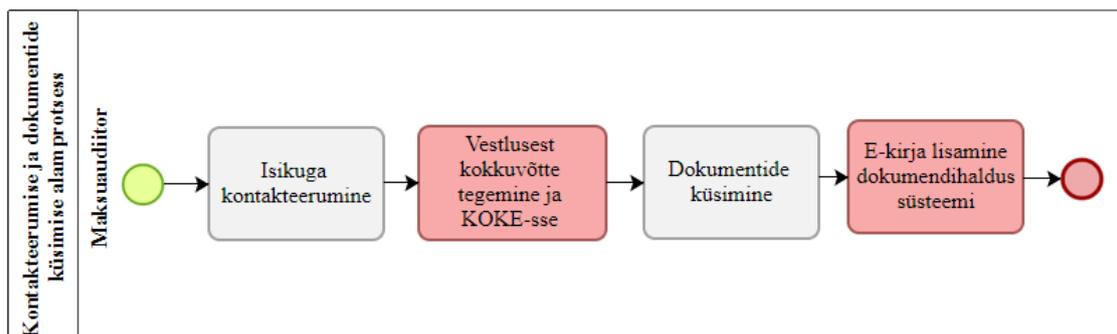 Kontakteerumise ja dokumentide
küsimise alamprotsess
Maksuaudiitor
Isikuga
kontakteerumine
Vestlusest
kokkuvõtte
tegemine ja
KOKE-sse
Dokumentide
küsimine
E-kirja lisamine
dokumendihaldus
süsteemi